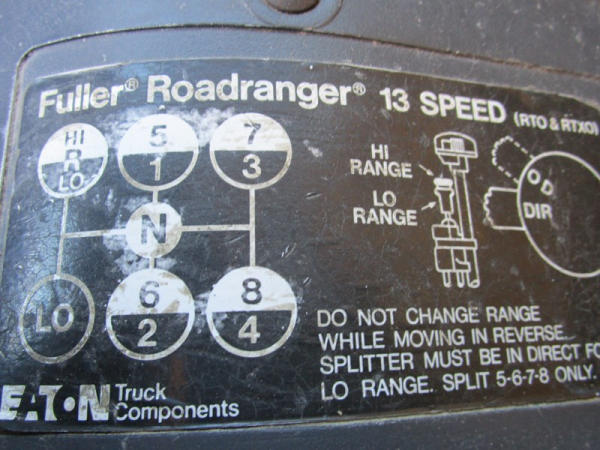 Fuller® Roadranger® 13 SPEED (RTO & RTXO)
HI
R
LO
5
1
7
3
N
LO
6
2
8
4
HI
RANGE
LO
RANGE
O D
DIR
DO NOT CHANGE RANGE
WHILE MOVING IN REVERSE.
SPLITTER MUST BE IN DIRECT
LO RANGE. SPLIT 5-6-7-8 ONLY.
EATON Truck
Components